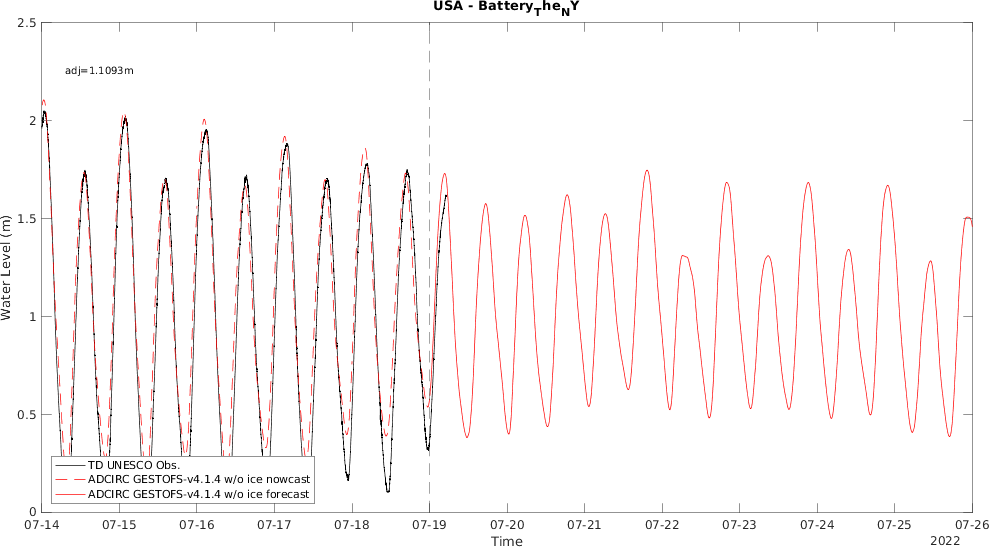 USA - Battery_The_NY
2.5
adj=1.1093m
2
1.5
Water Level (m)
1
0.5
TD UNESCO Obs.
ADCIRC GESTOFS-v4.1.4 w/o ice nowcast
ADCIRC GESTOFS-v4.1.4 w/o ice forecast
0
07-14 07-15 07-16 07-17 07-18 07-19 07-20 07-21 07-22 07-23 07-24 07-25 07-26
Time
2022